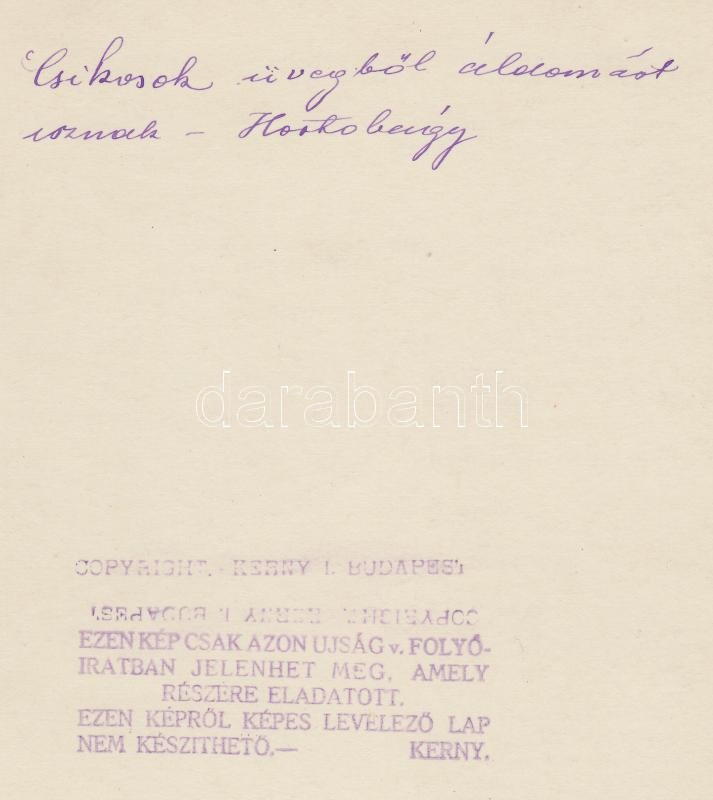 Csikosok üvegből áldomást
isznak - Hortobágy
darabanth
COPYRIGHT. KERNY I. BUDAPEST
COPYRIGHT. KERNY I. BUDAPEST
EZEN KÉP CSAK AZON UJSÁG v. FOLYÓ-
IRATBAN JELENHET MEG, AMELY
RÉSZÉRE ELADATOTT.
EZEN KÉPRŐL KÉPES LEVELEZŐ LAP
NEM KÉSZITHETŐ.— KERNY.